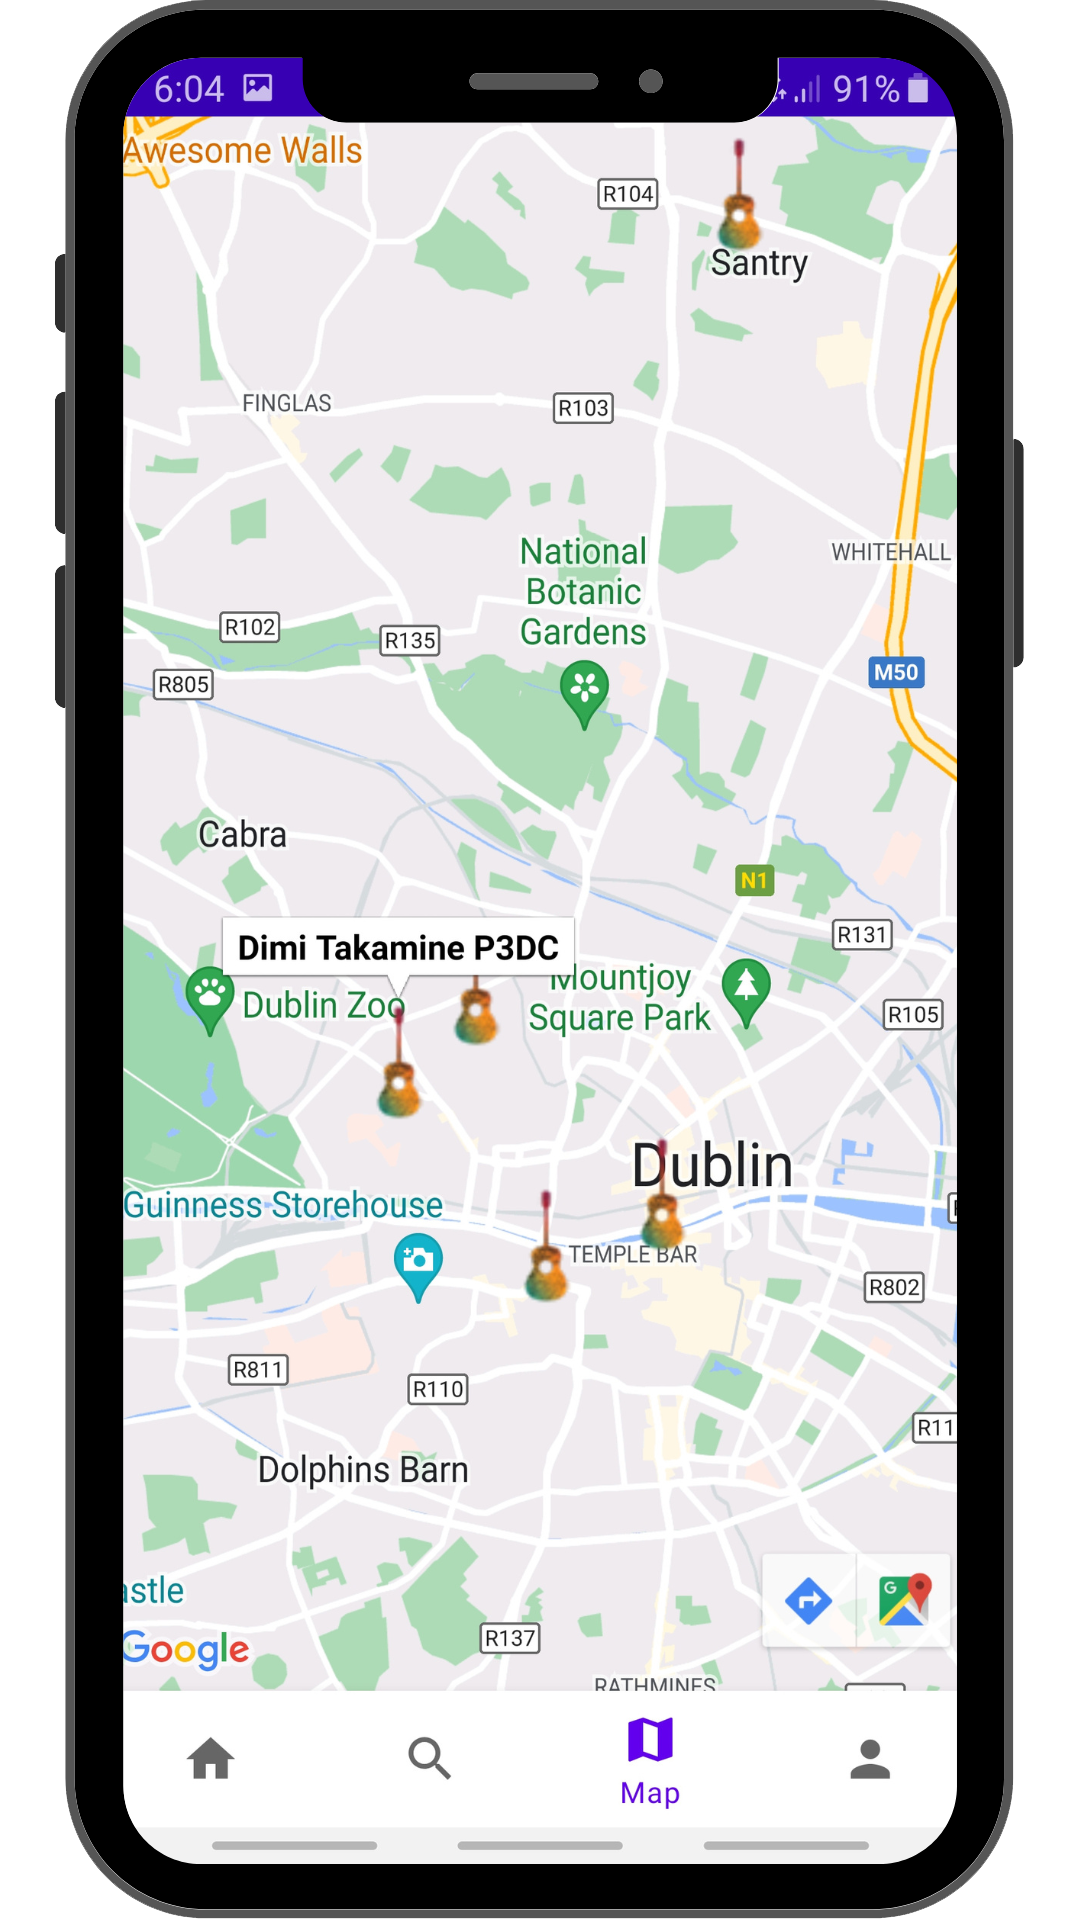 6:04
91%
Awesome Walls
R104
Santry
FINGLAS
R103
National
Botanic
Gardens
WHITEHALL
R102
R135
R805
M50
Cabra
N1
R131
Dimi Takamine P3DC
Mountjoy
Square Park
Dublin Zoo
R105
Dublin
Guinness Storehouse
TEMPLE BAR
R802
R811
R110
R11
Dolphins Barn
astle
G
Google
R137
RATHMINES
Map